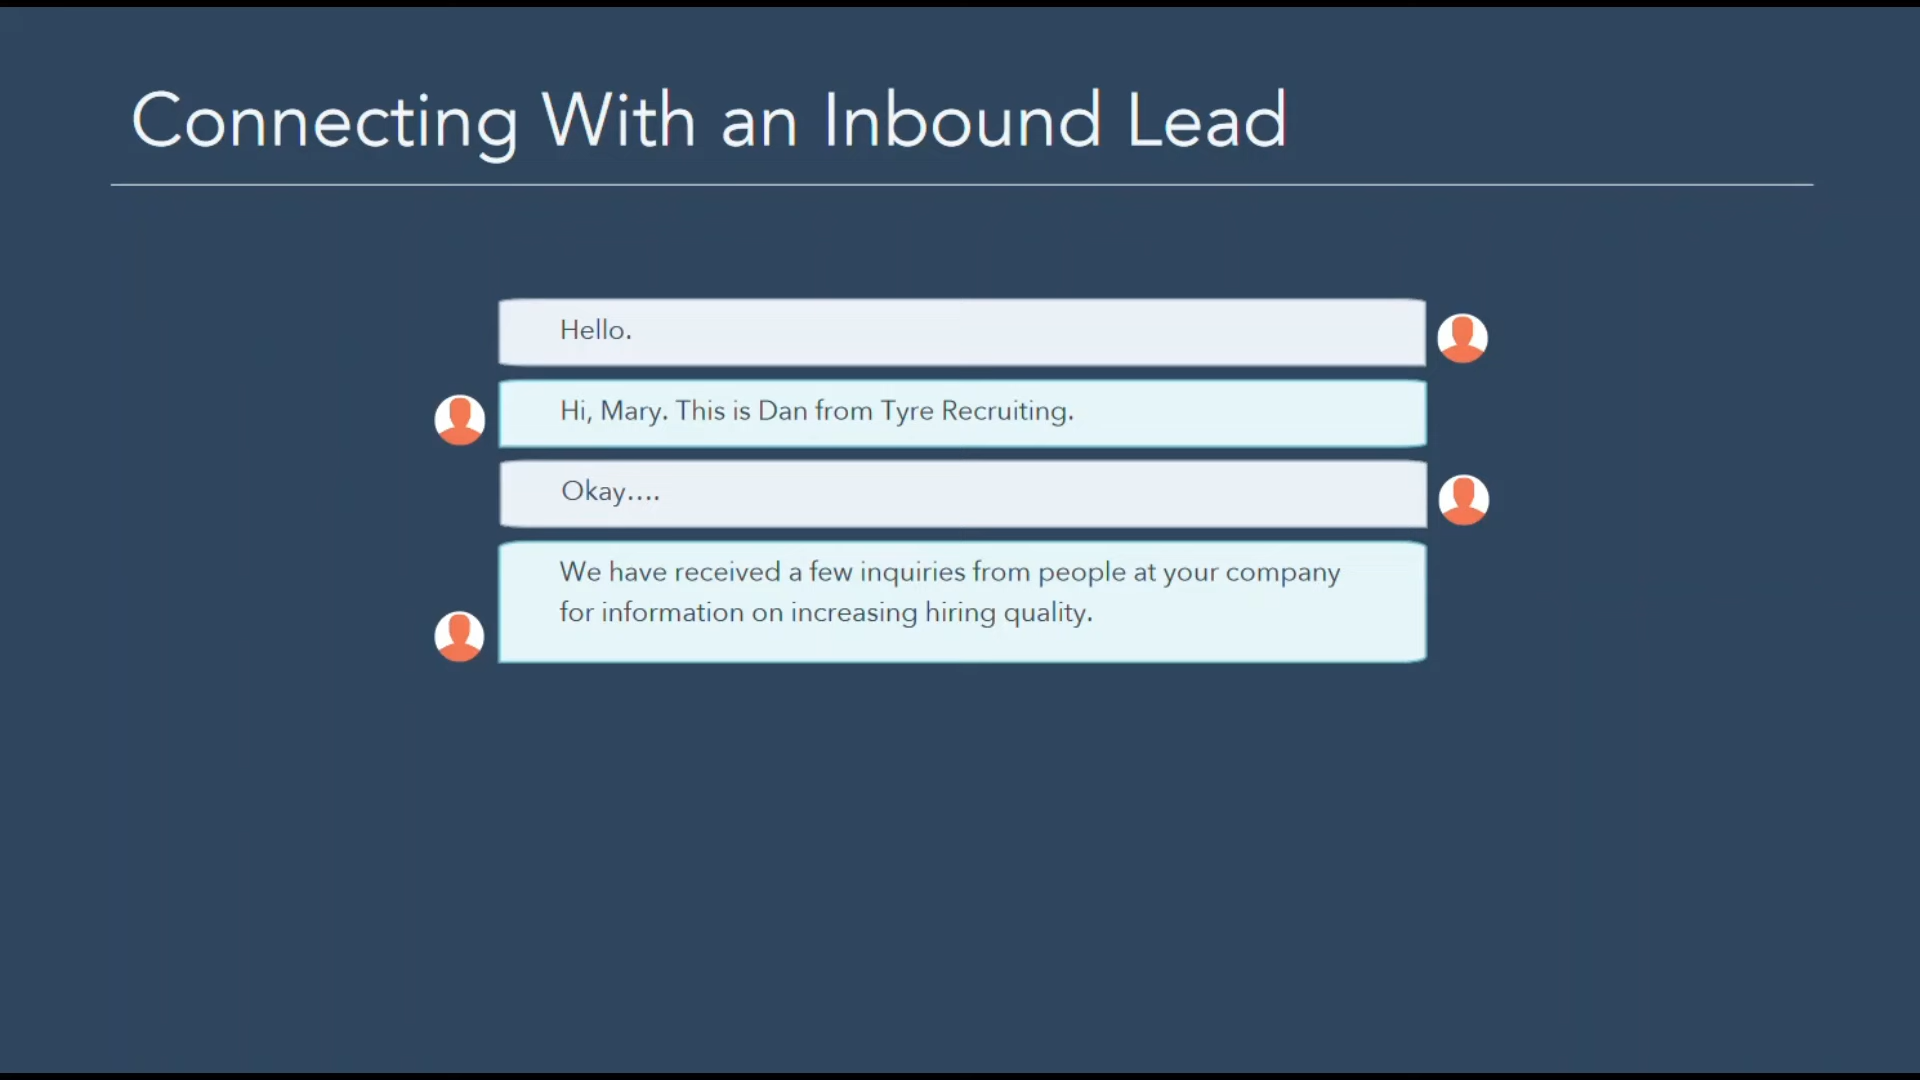 Connecting With an Inbound Lead
Hello.
Hi, Mary. This is Dan from Tyre Recruiting.
Okay....
We have received a few inquiries from people at your company
for information on increasing hiring quality.